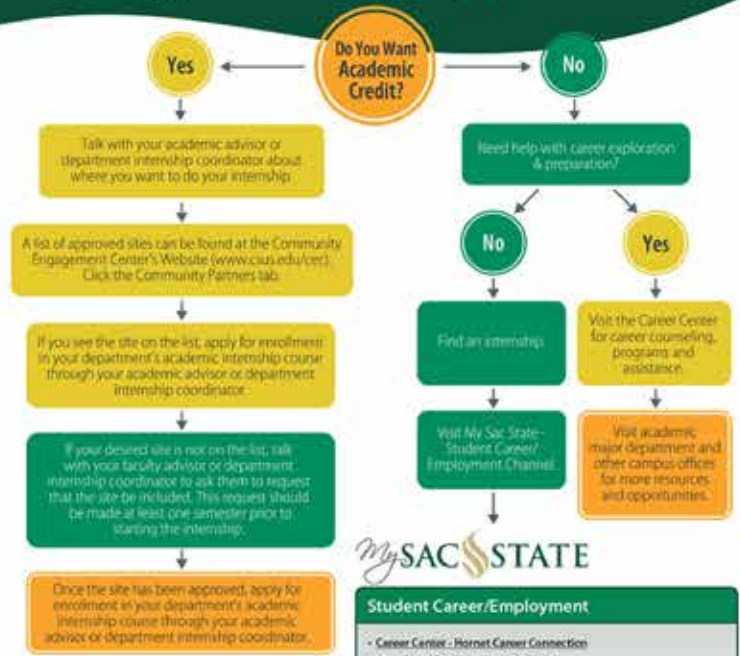 Do You Want
Academic
Credit?
Yes
No
Talk with your academic advisor or
department internship coordinator about
where you want to do your internship
A list of approved sites can be found at the Community
Engagement Center's Website (www.csus.edu/cec).
Click the Community Partners tab.
If you see the site on the list, apply for enrollment
in your department's academic internship course
through your academic advisor or department
internship coordinator.
If your desired site is not on the list, talk
with your faculty advisor or department
internship coordinator to ask them to request
that the site be included. This request should
be made at least one semester prior to
starting the internship.
Once the site has been approved, apply for
enrollment in your department's academic
internship course through your academic
advisor or department internship coordinator.
Need help with career exploration
& preparation?
No
Yes
Find an internship.
Visit My Sac State -
Student Career/
Employment Channel
Visit the Career Center
for career counseling,
programs and
assistance.
Visit academic
major department and
other campus offices
for more resources
and opportunities.
My SAC STATE
Student Career/Employment
- Career Center - Hornet Career Connection